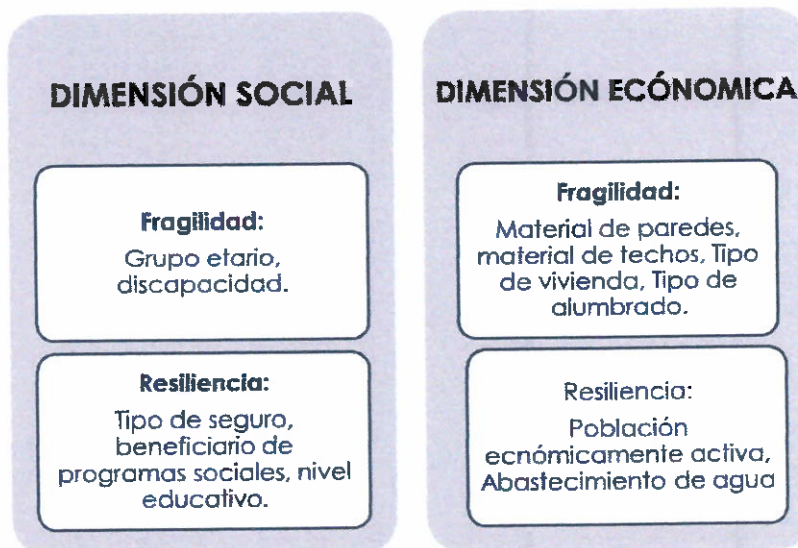 DIMENSIÓN SOCIAL
Fragilidad:
Grupo etario,
discapacidad.
Resiliencia:
Tipo de seguro,
beneficiario de
programas sociales, nivel
educativo.
DIMENSIÓN ECÓNOMICA
Fragilidad:
Material de paredes,
material de techos, Tipo
de vivienda, Tipo de
alumbrado.
Resiliencia:
Población
ecnómicamente activa,
Abastecimiento de agua